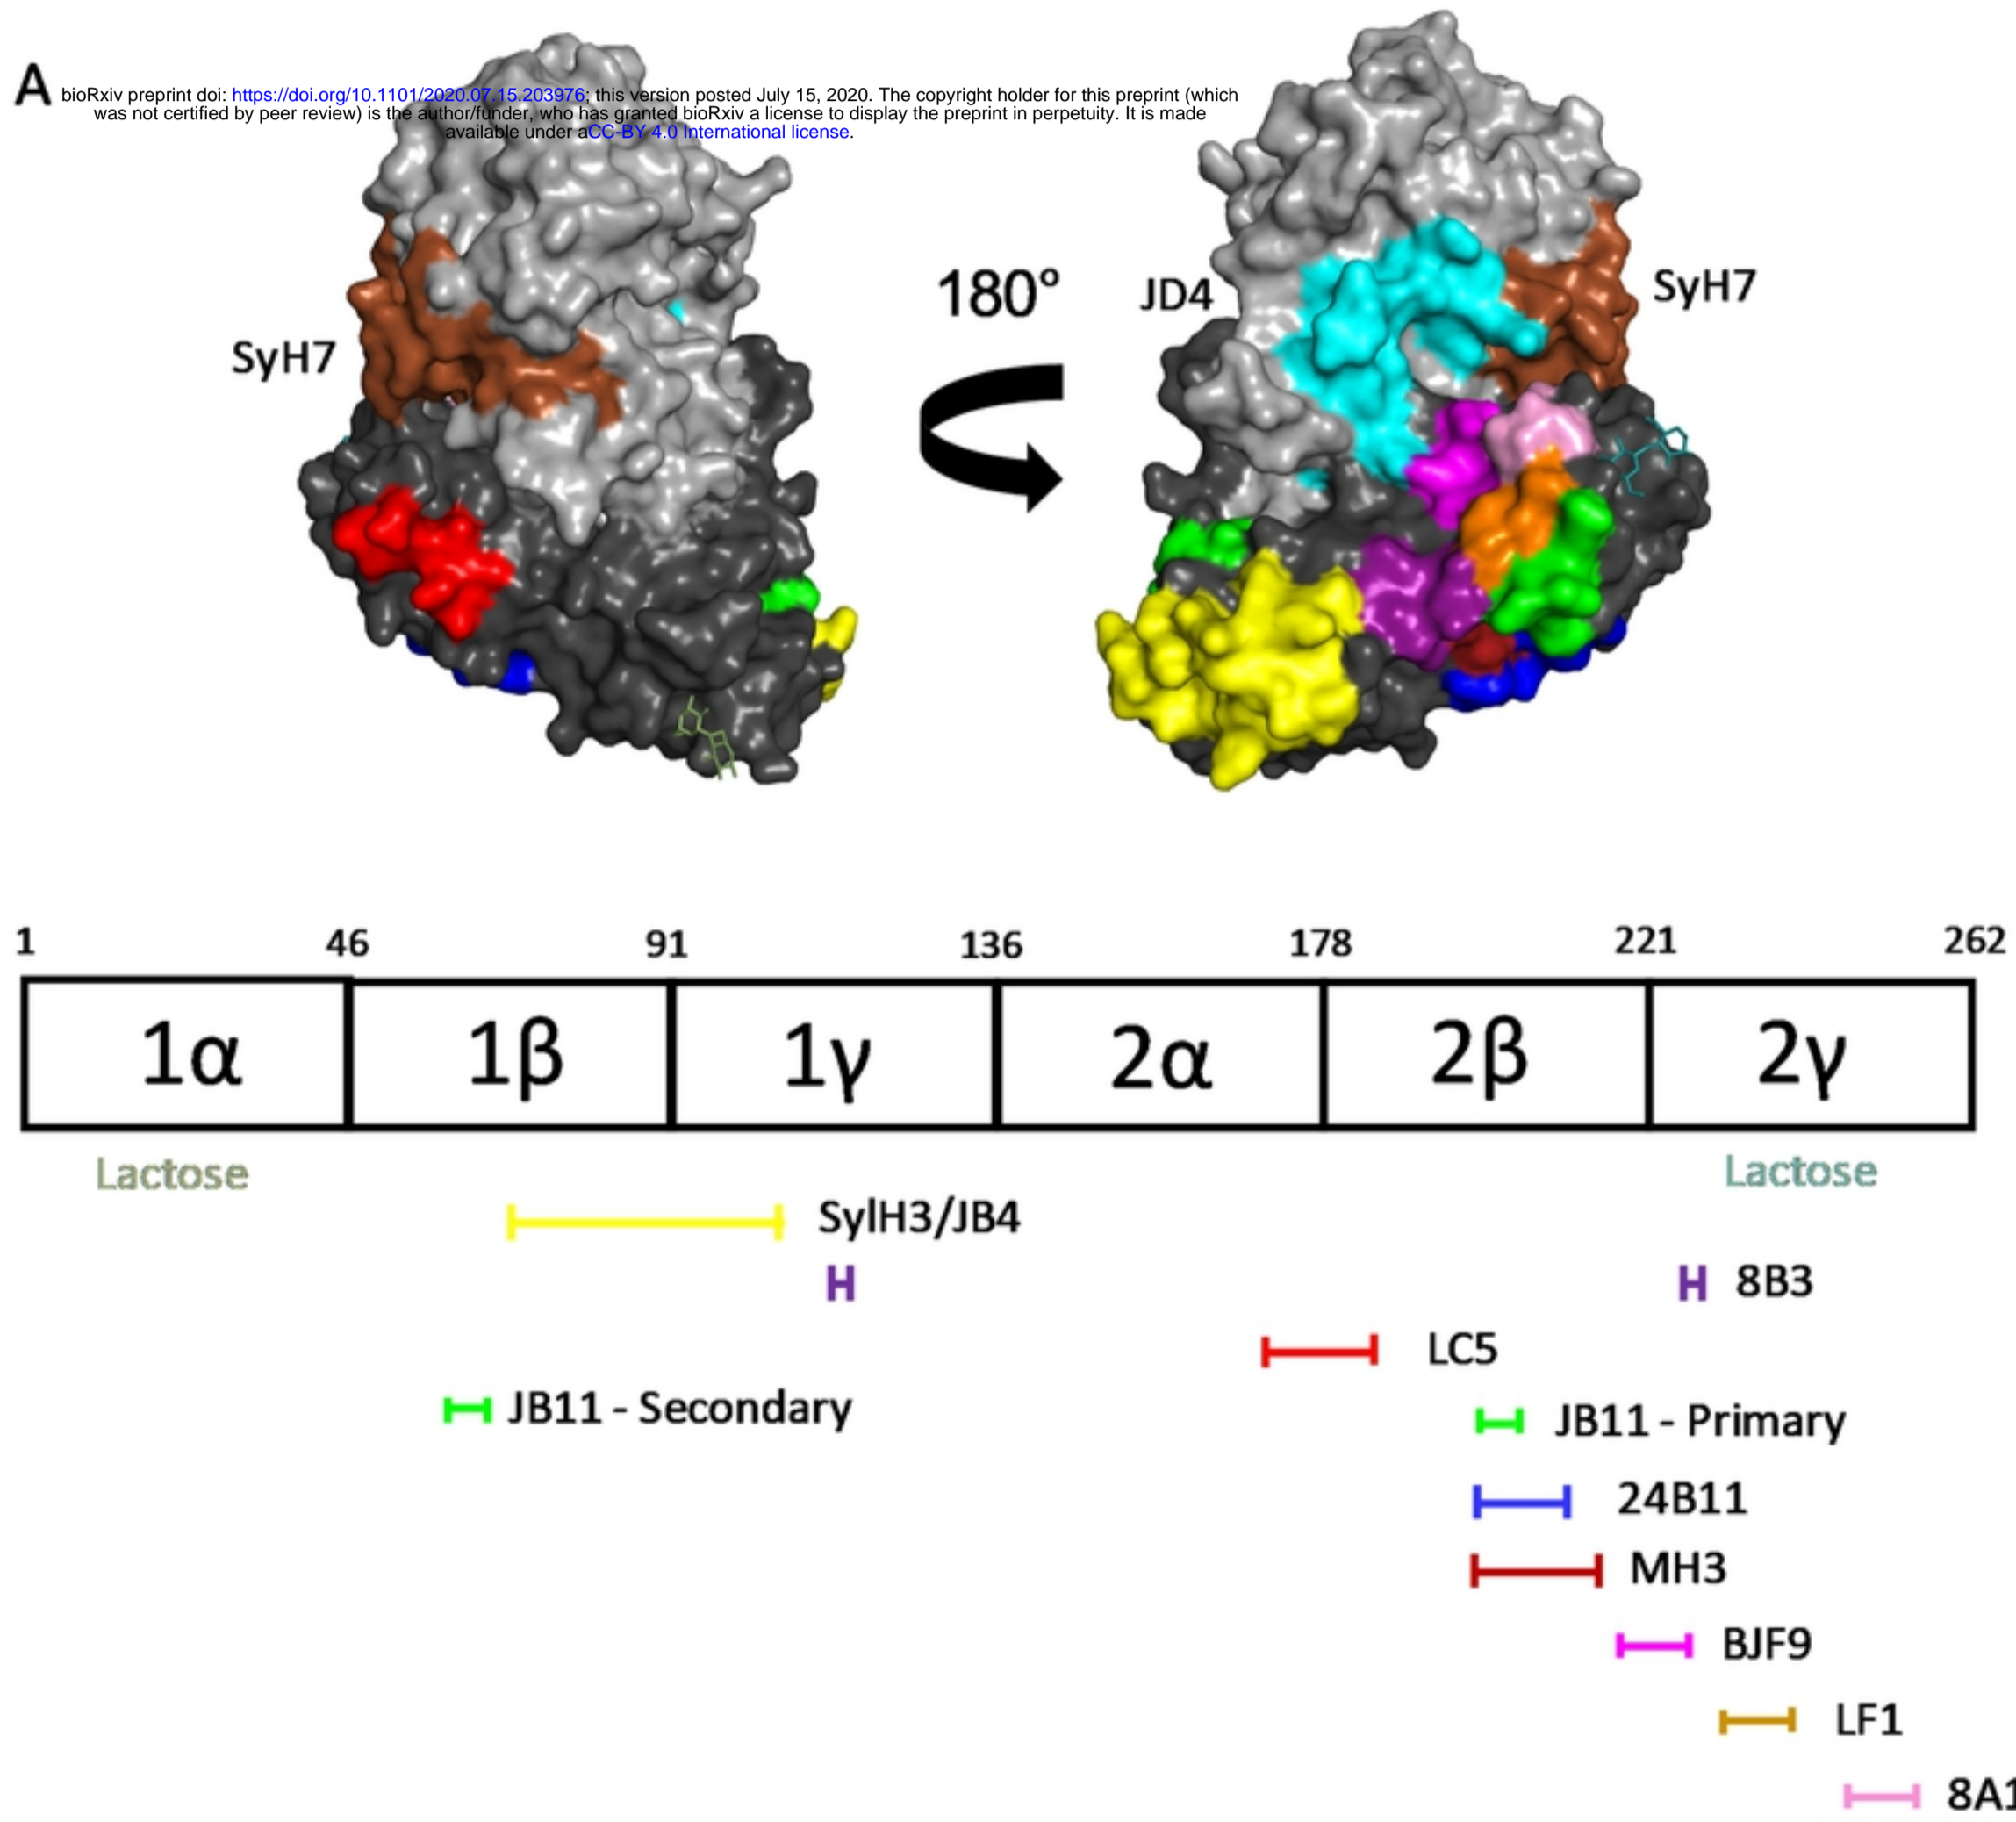 A
bioRxiv preprint doi: https://doi.org/10.1101/2020.07.15.203976; this version posted July 15, 2020. The copyright holder for this preprint (which
was not certified by peer review) is the author/funder, who has granted bioRxiv a license to display the preprint in perpetuity. It is made
available under aCC-BY 4.0 International license.
180°
JD4
SyH7
SyH7
1 46 91 136 178 221 262
1α 1β 1γ 2α 2β 2γ
Lactose Lactose
SylH3/JB4
H H 8B3
LC5
JB11 - Secondary
JB11 - Primary
24B11
MH3
BJF9
LF1
8A1